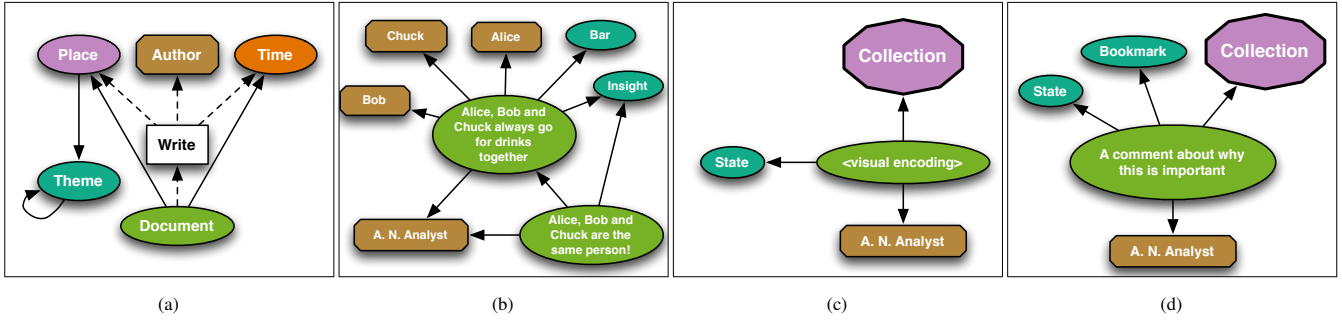 Place
Author
Time
Write
Theme
Document
(a)
Chuck
Alice
Bar
Insight
Bob
Alice, Bob and
Chuck always go
for drinks
together
A. N. Analyst
Alice, Bob and
Chuck are the
same person!
(b)
Collection
State
<visual encoding>
A. N. Analyst
(c)
Bookmark
Collection
State
A comment about why
this is important
A. N. Analyst
(d)